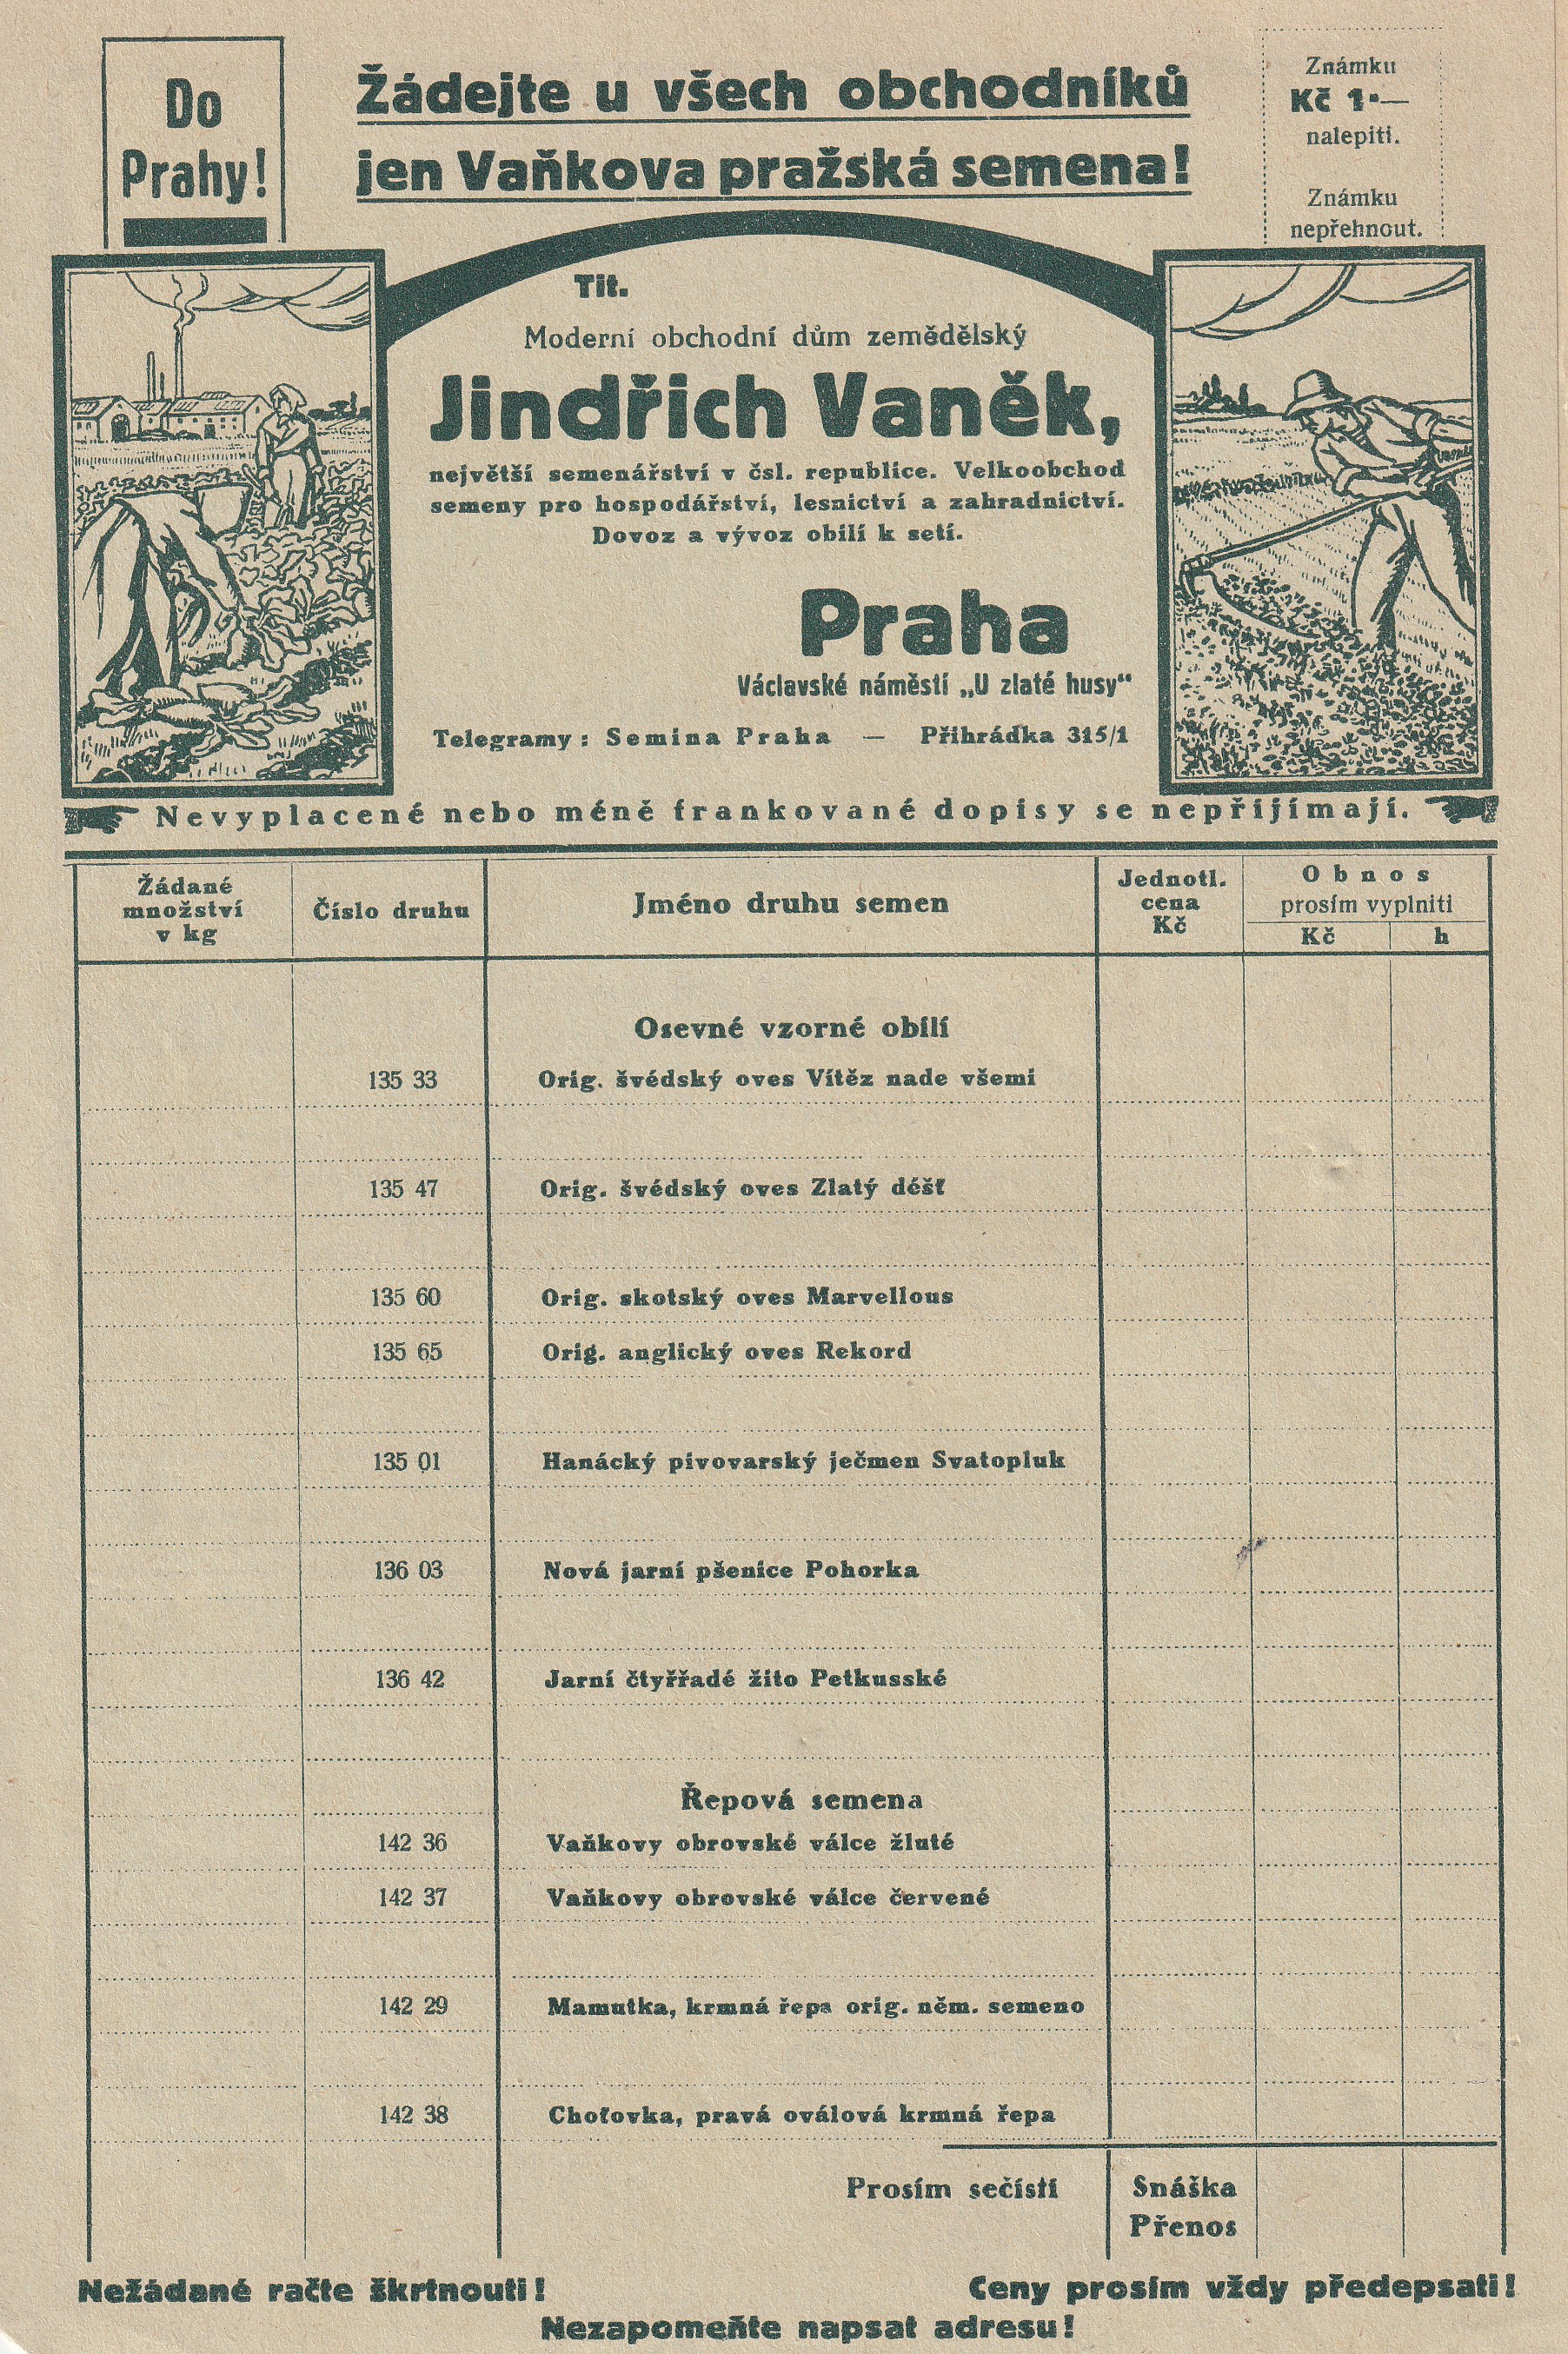 Do
Prahy!
Žádejte u všech obchodníků
jen Vaňkova pražská semena!
Známku
Kč 1·—
nalepiti.
Známku
nepřehnout.
Tit.
Moderní obchodní dům zemědělský
Jindřich Vaněk,
největší semenářství v čsl. republice. Velkoobchod
semeny pro hospodářství, lesnictví a zahradnictví.
Dovoz a vývoz obilí k setí.
Praha
Václavské náměstí „U zlaté husy“
Telegramy: Semina Praha — Přihrádka 315/1
Nevyplacené nebo méně frankované dopisy se nepřijímají.
Žádané
množství
v kg
Číslo druhu
Jméno druhu semen
Jednotl.
cena
Kč
Obnos
prosím vyplniti
Kč h
Osevné vzorné obilí
135 33 Orig. švédský oves Vítěz nade všemi
135 47 Orig. švédský oves Zlatý déšť
135 60 Orig. skotský oves Marvellous
135 65 Orig. anglický oves Rekord
135 01 Hanácký pivovarský ječmen Svatopluk
136 03 Nová jarní pšenice Pohorka
136 42 Jarní čtyřřadé žito Petkusské
Řepová semena
142 36 Vaňkovy obrovské válce žluté
142 37 Vaňkovy obrovské válce červené
142 29 Mamutka, krmná řepa orig. něm. semeno
142 38 Choťovka, pravá oválová krmná řepa
Prosím sečísti Snáška
Přenos
Nežádané račte škrtnouti! Ceny prosím vždy předepsati!
Nezapomeňte napsat adresu!